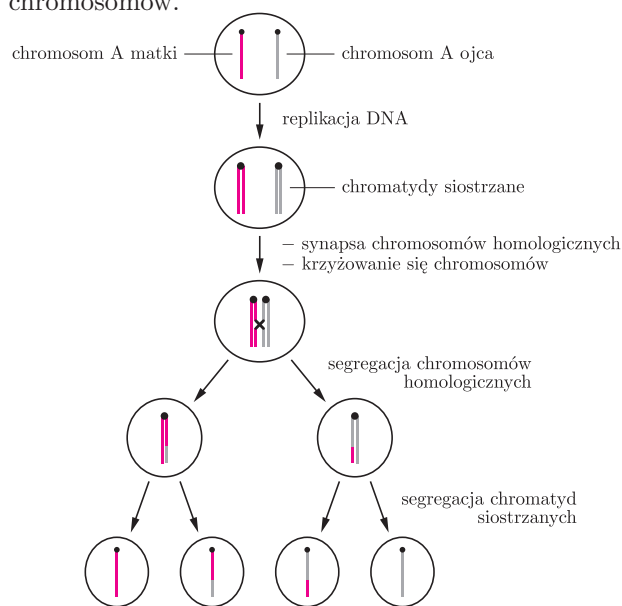 chromosomów.
chromosom A matki
chromosom A ojca
replikacja DNA
chromatydy siostrzane
– synapsa chromosomów homologicznych
– krzyżowanie się chromosomów
segregacja chromosomów
homologicznych
segregacja chromatyd
siostrzanych